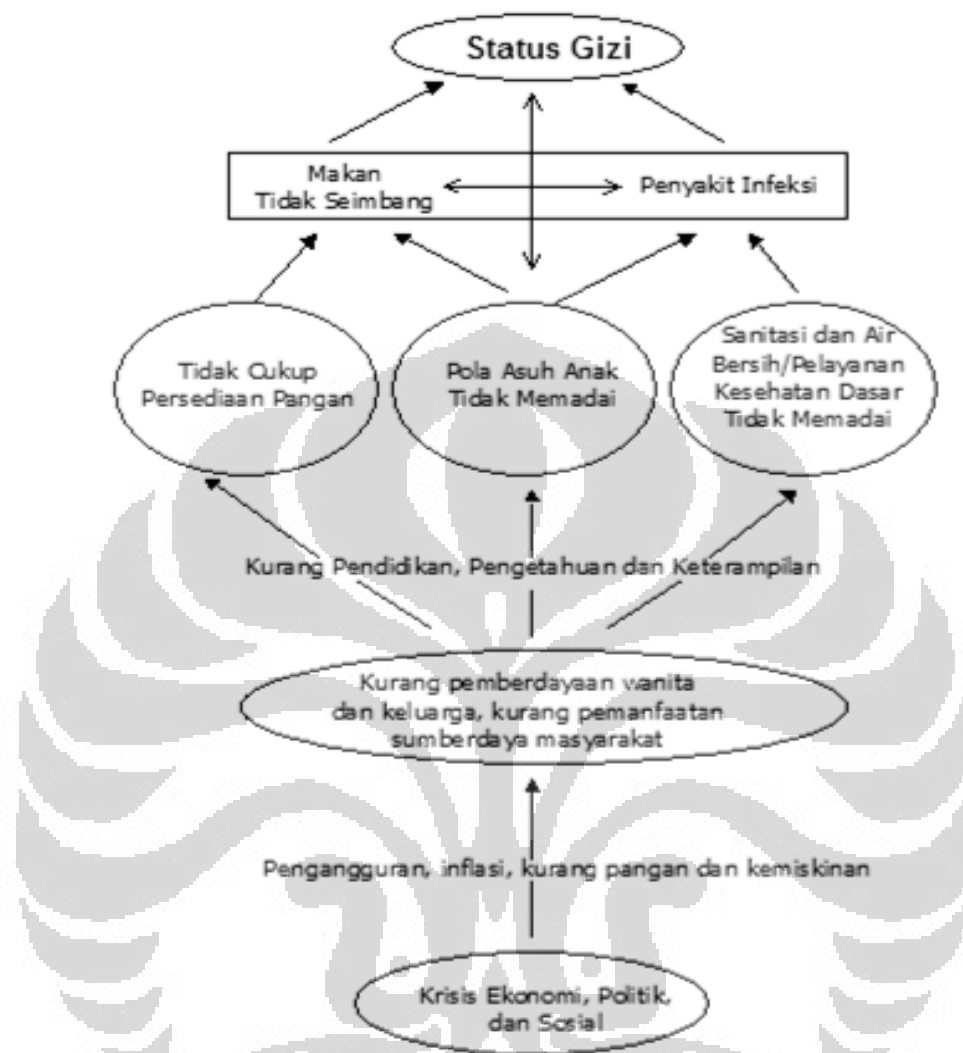 Status Gizi
Makan
Tidak Seimbang
Penyakit Infeksi
Tidak Cukup
Persediaan Pangan
Pola Asuh Anak
Tidak Memadai
Sanitasi dan Air
Bersih/Pelayanan
Kesehatan Dasar
Tidak Memadai
Kurang Pendidikan, Pengetahuan dan Keterampilan
Kurang pemberdayaan wanita
dan keluarga, kurang pemanfaatan
sumberdaya masyarakat
Pengangguran, inflasi, kurang pangan dan kemiskinan
Krisis Ekonomi, Politik,
dan Sosial